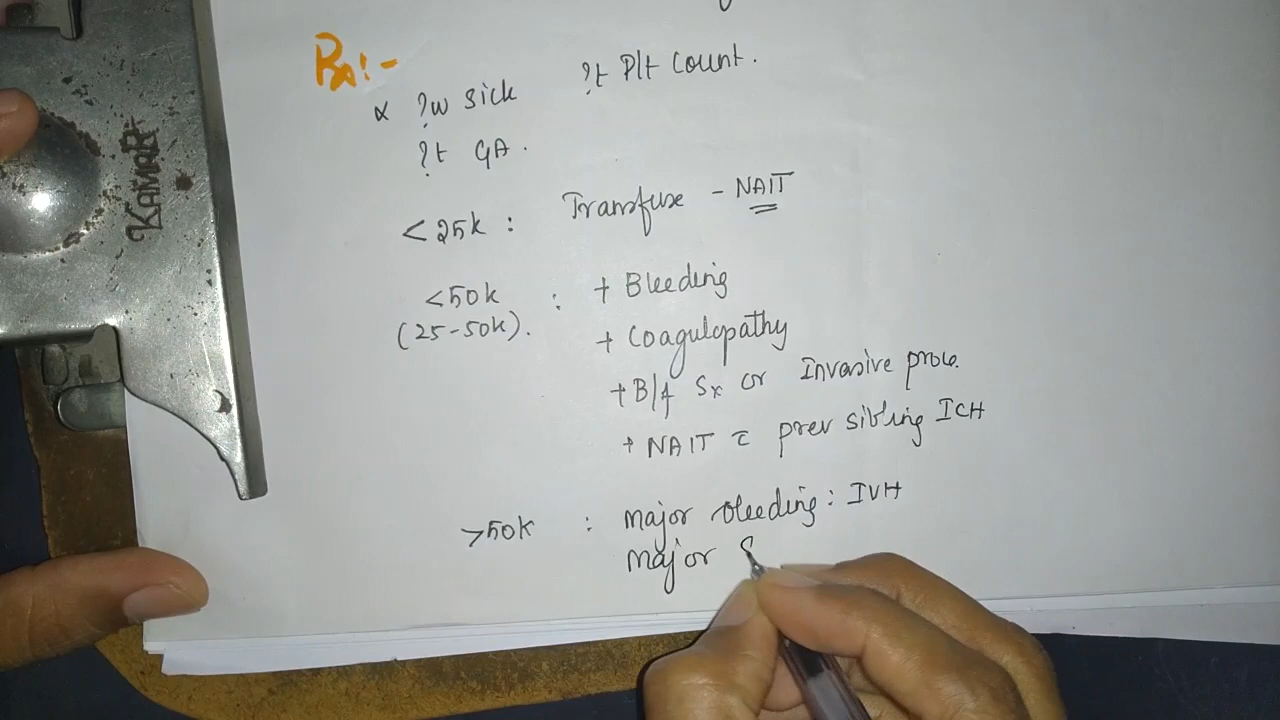 Rx:-
∝ ?w sick ?t Plt Count.
?t GA.
<25k : Transfuse - NAIT
<50k : + Bleeding
(25-50k).
+ Coagulopathy
+ B/f Sx or Invasive proce.
+ NAIT c prev sibling ICH
>50k : Major bleeding: IVH
Major S
KAMAR